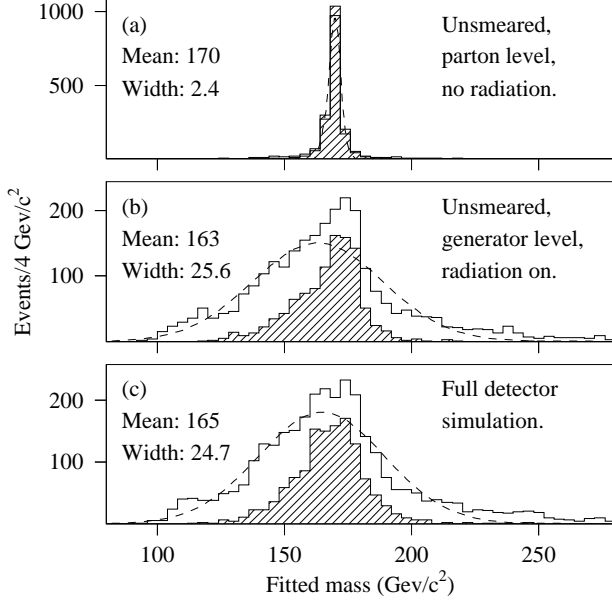 1000
500
(a)
Mean: 170
Width: 2.4
Unsmeared,
parton level,
no radiation.
Events/4 Gev/c²
200
100
(b)
Mean: 163
Width: 25.6
Unsmeared,
generator level,
radiation on.
200
100
(c)
Mean: 165
Width: 24.7
Full detector
simulation.
100 150 200 250
Fitted mass (Gev/c²)